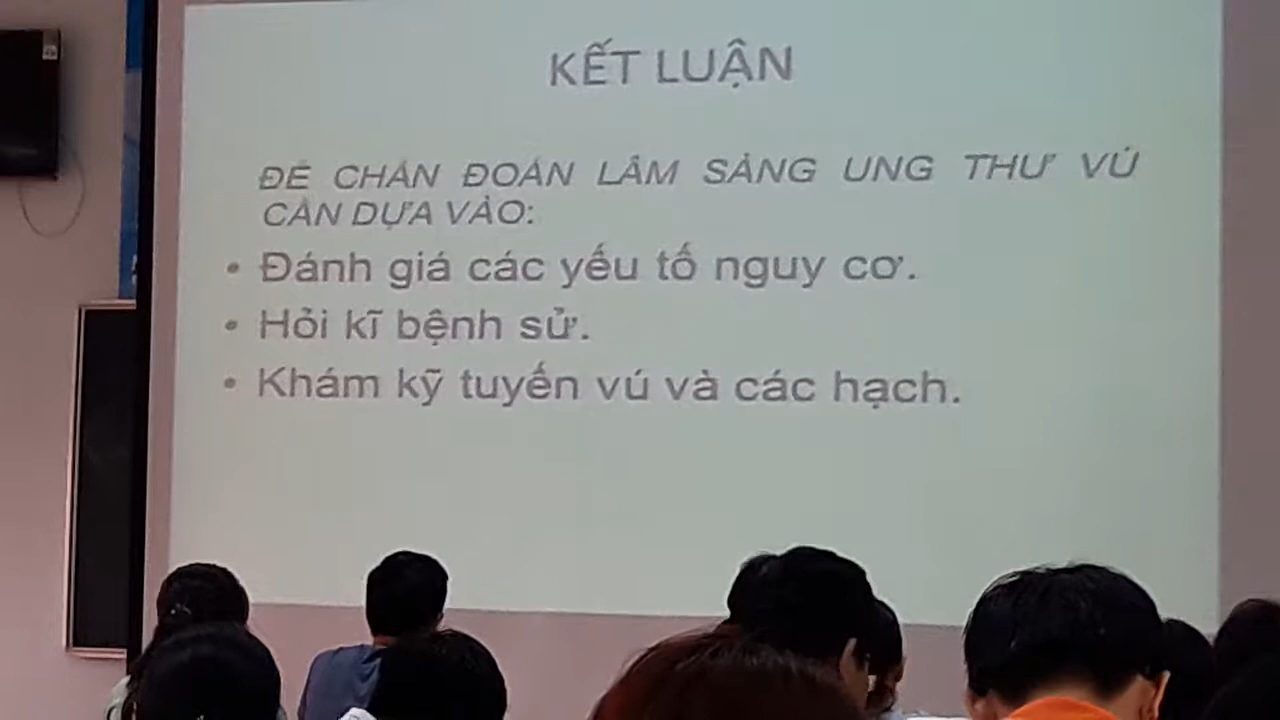 KẾT LUẬN
ĐỂ CHẨN ĐOÁN LÂM SÀNG UNG THƯ VÚ
CẦN DỰA VÀO:
• Đánh giá các yếu tố nguy cơ.
• Hỏi kĩ bệnh sử.
• Khám kỹ tuyến vú và các hạch.